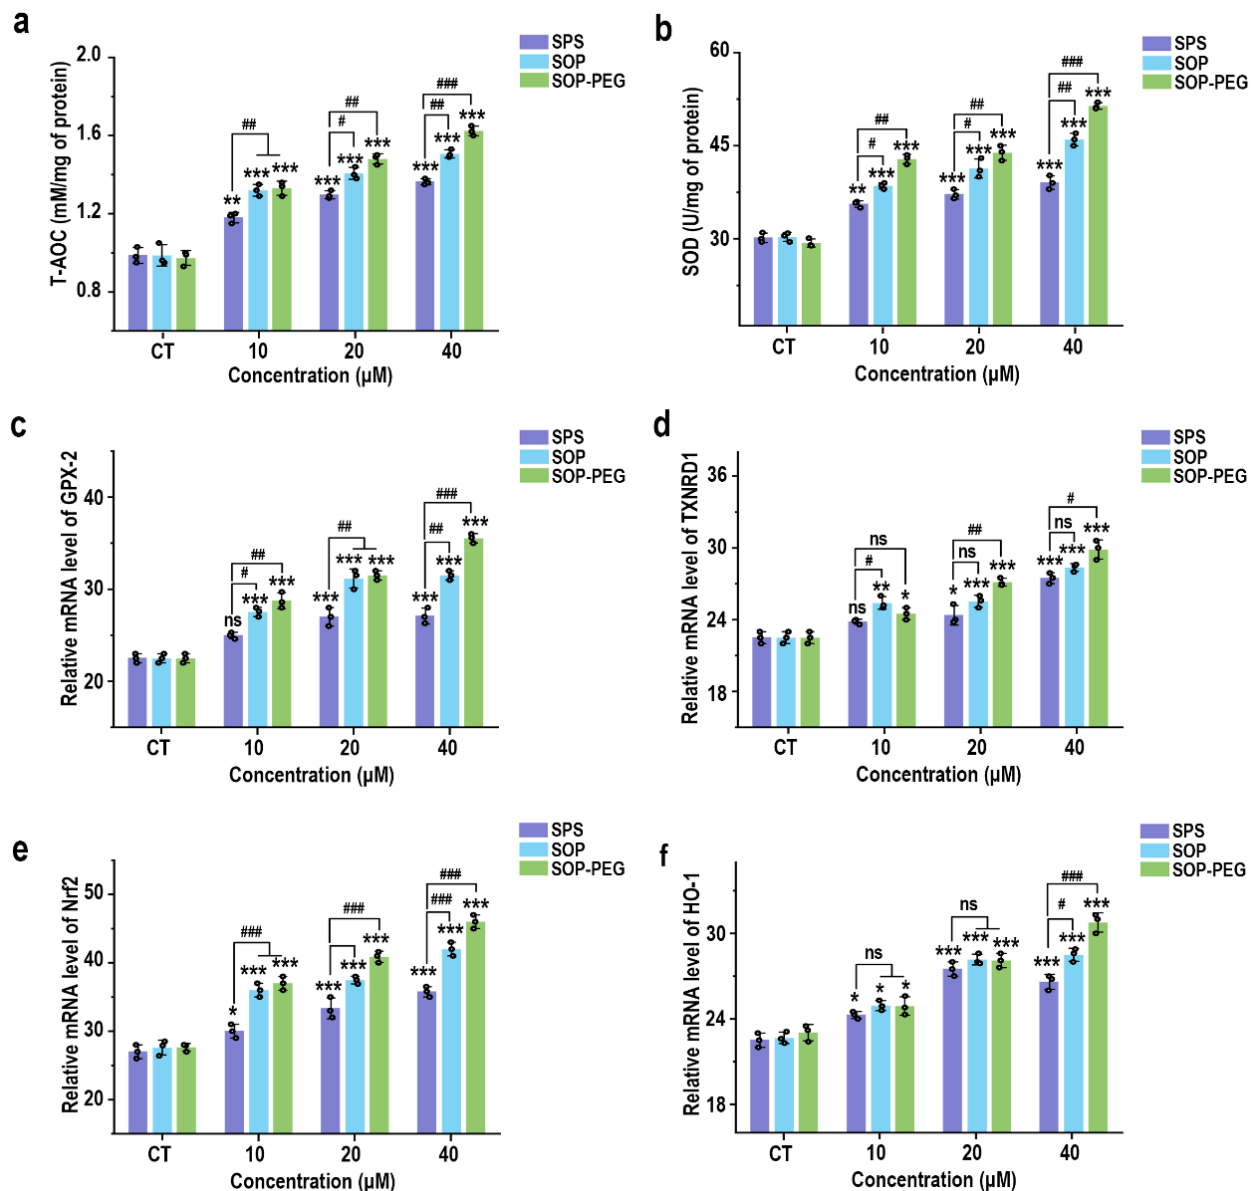 a
SPS
SOP
SOP-PEG
T-AOC (mM/mg of protein)
2.0
1.6
1.2
0.8
** *** ***
##
*** *** ***
#
##
*** *** ***
##
###
CT 10 20 40
Concentration (µM)
b
SPS
SOP
SOP-PEG
SOD (U/mg of protein)
60
45
30
** *** ***
#
##
*** *** ***
#
##
*** *** ***
##
###
CT 10 20 40
Concentration (µM)
c
SPS
SOP
SOP-PEG
Relative mRNA level of GPX-2
40
30
20
ns *** ***
#
##
*** *** ***
##
*** *** ***
##
###
CT 10 20 40
Concentration (µM)
d
SPS
SOP
SOP-PEG
Relative mRNA level of TXNRD1
36
30
24
18
ns ** *
#
ns
* *** ***
ns
##
*** *** ***
ns
#
CT 10 20 40
Concentration (µM)
e
SPS
SOP
SOP-PEG
Relative mRNA level of Nrf2
50
40
30
20
* *** ***
###
*** *** ***
###
*** *** ***
###
###
CT 10 20 40
Concentration (µM)
f
SPS
SOP
SOP-PEG
Relative mRNA level of HO-1
30
24
18
* * *
ns
*** *** ***
ns
*** *** ***
#
###
CT 10 20 40
Concentration (µM)